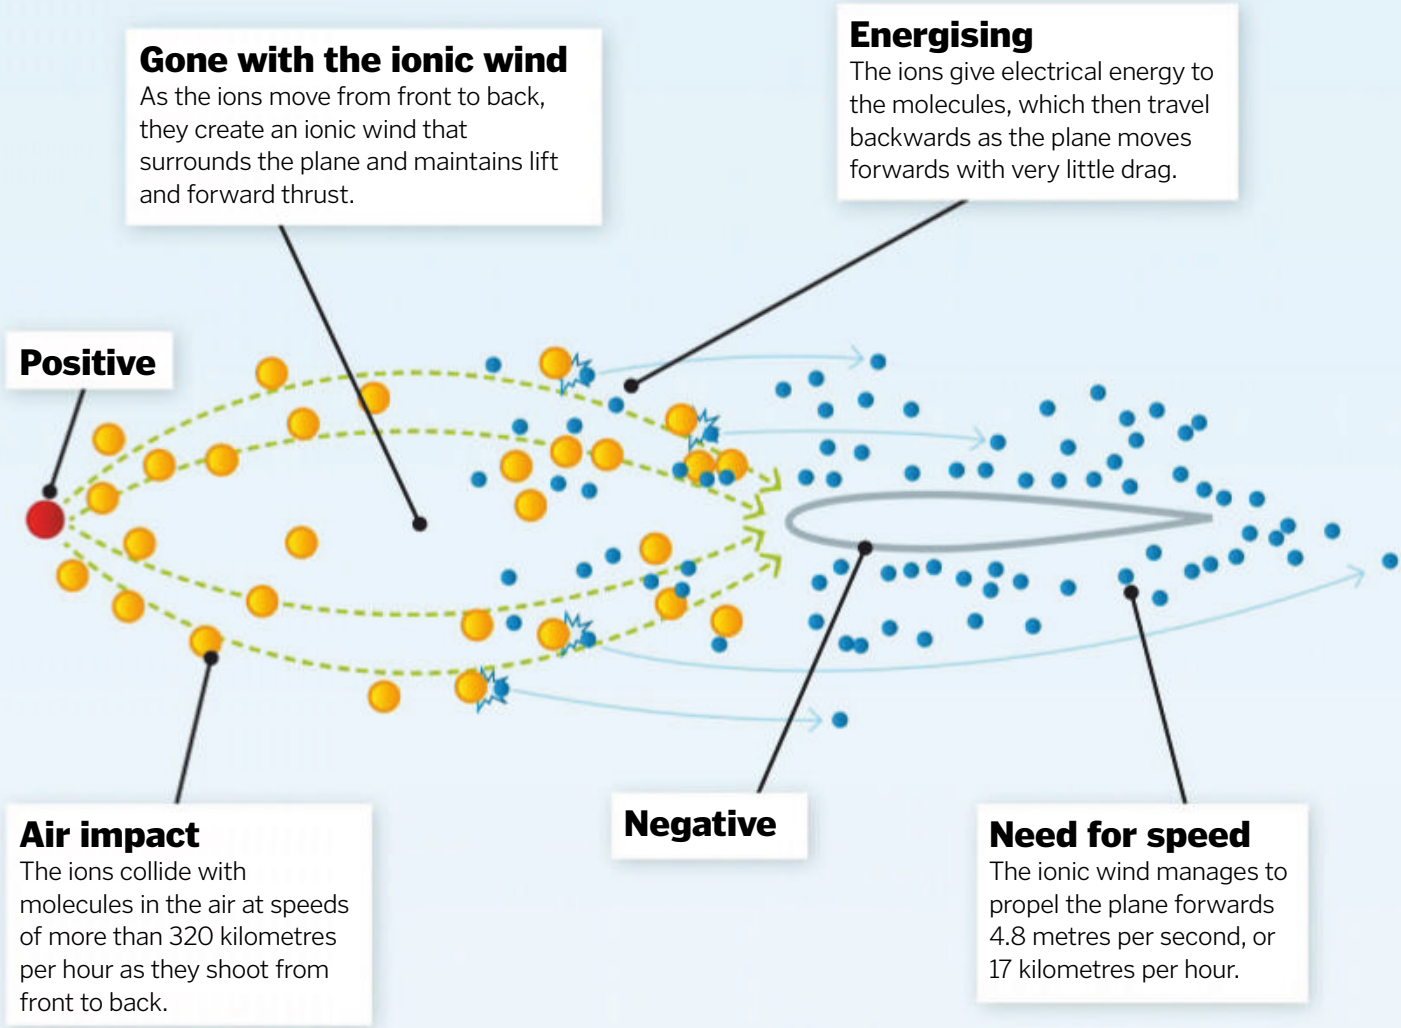 Gone with the ionic wind
As the ions move from front to back,
they create an ionic wind that
surrounds the plane and maintains lift
and forward thrust.
Energising
The ions give electrical energy to
the molecules, which then travel
backwards as the plane moves
forwards with very little drag.
Positive
Air impact
The ions collide with
molecules in the air at speeds
of more than 320 kilometres
per hour as they shoot from
front to back.
Negative
Need for speed
The ionic wind manages to
propel the plane forwards
4.8 metres per second, or
17 kilometres per hour.